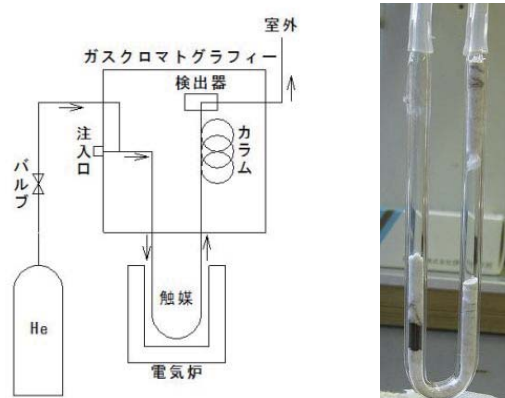 室外
ガスクロマトグラフィー
検出器
注入口
カラム
バルブ
触媒
He
電気炉